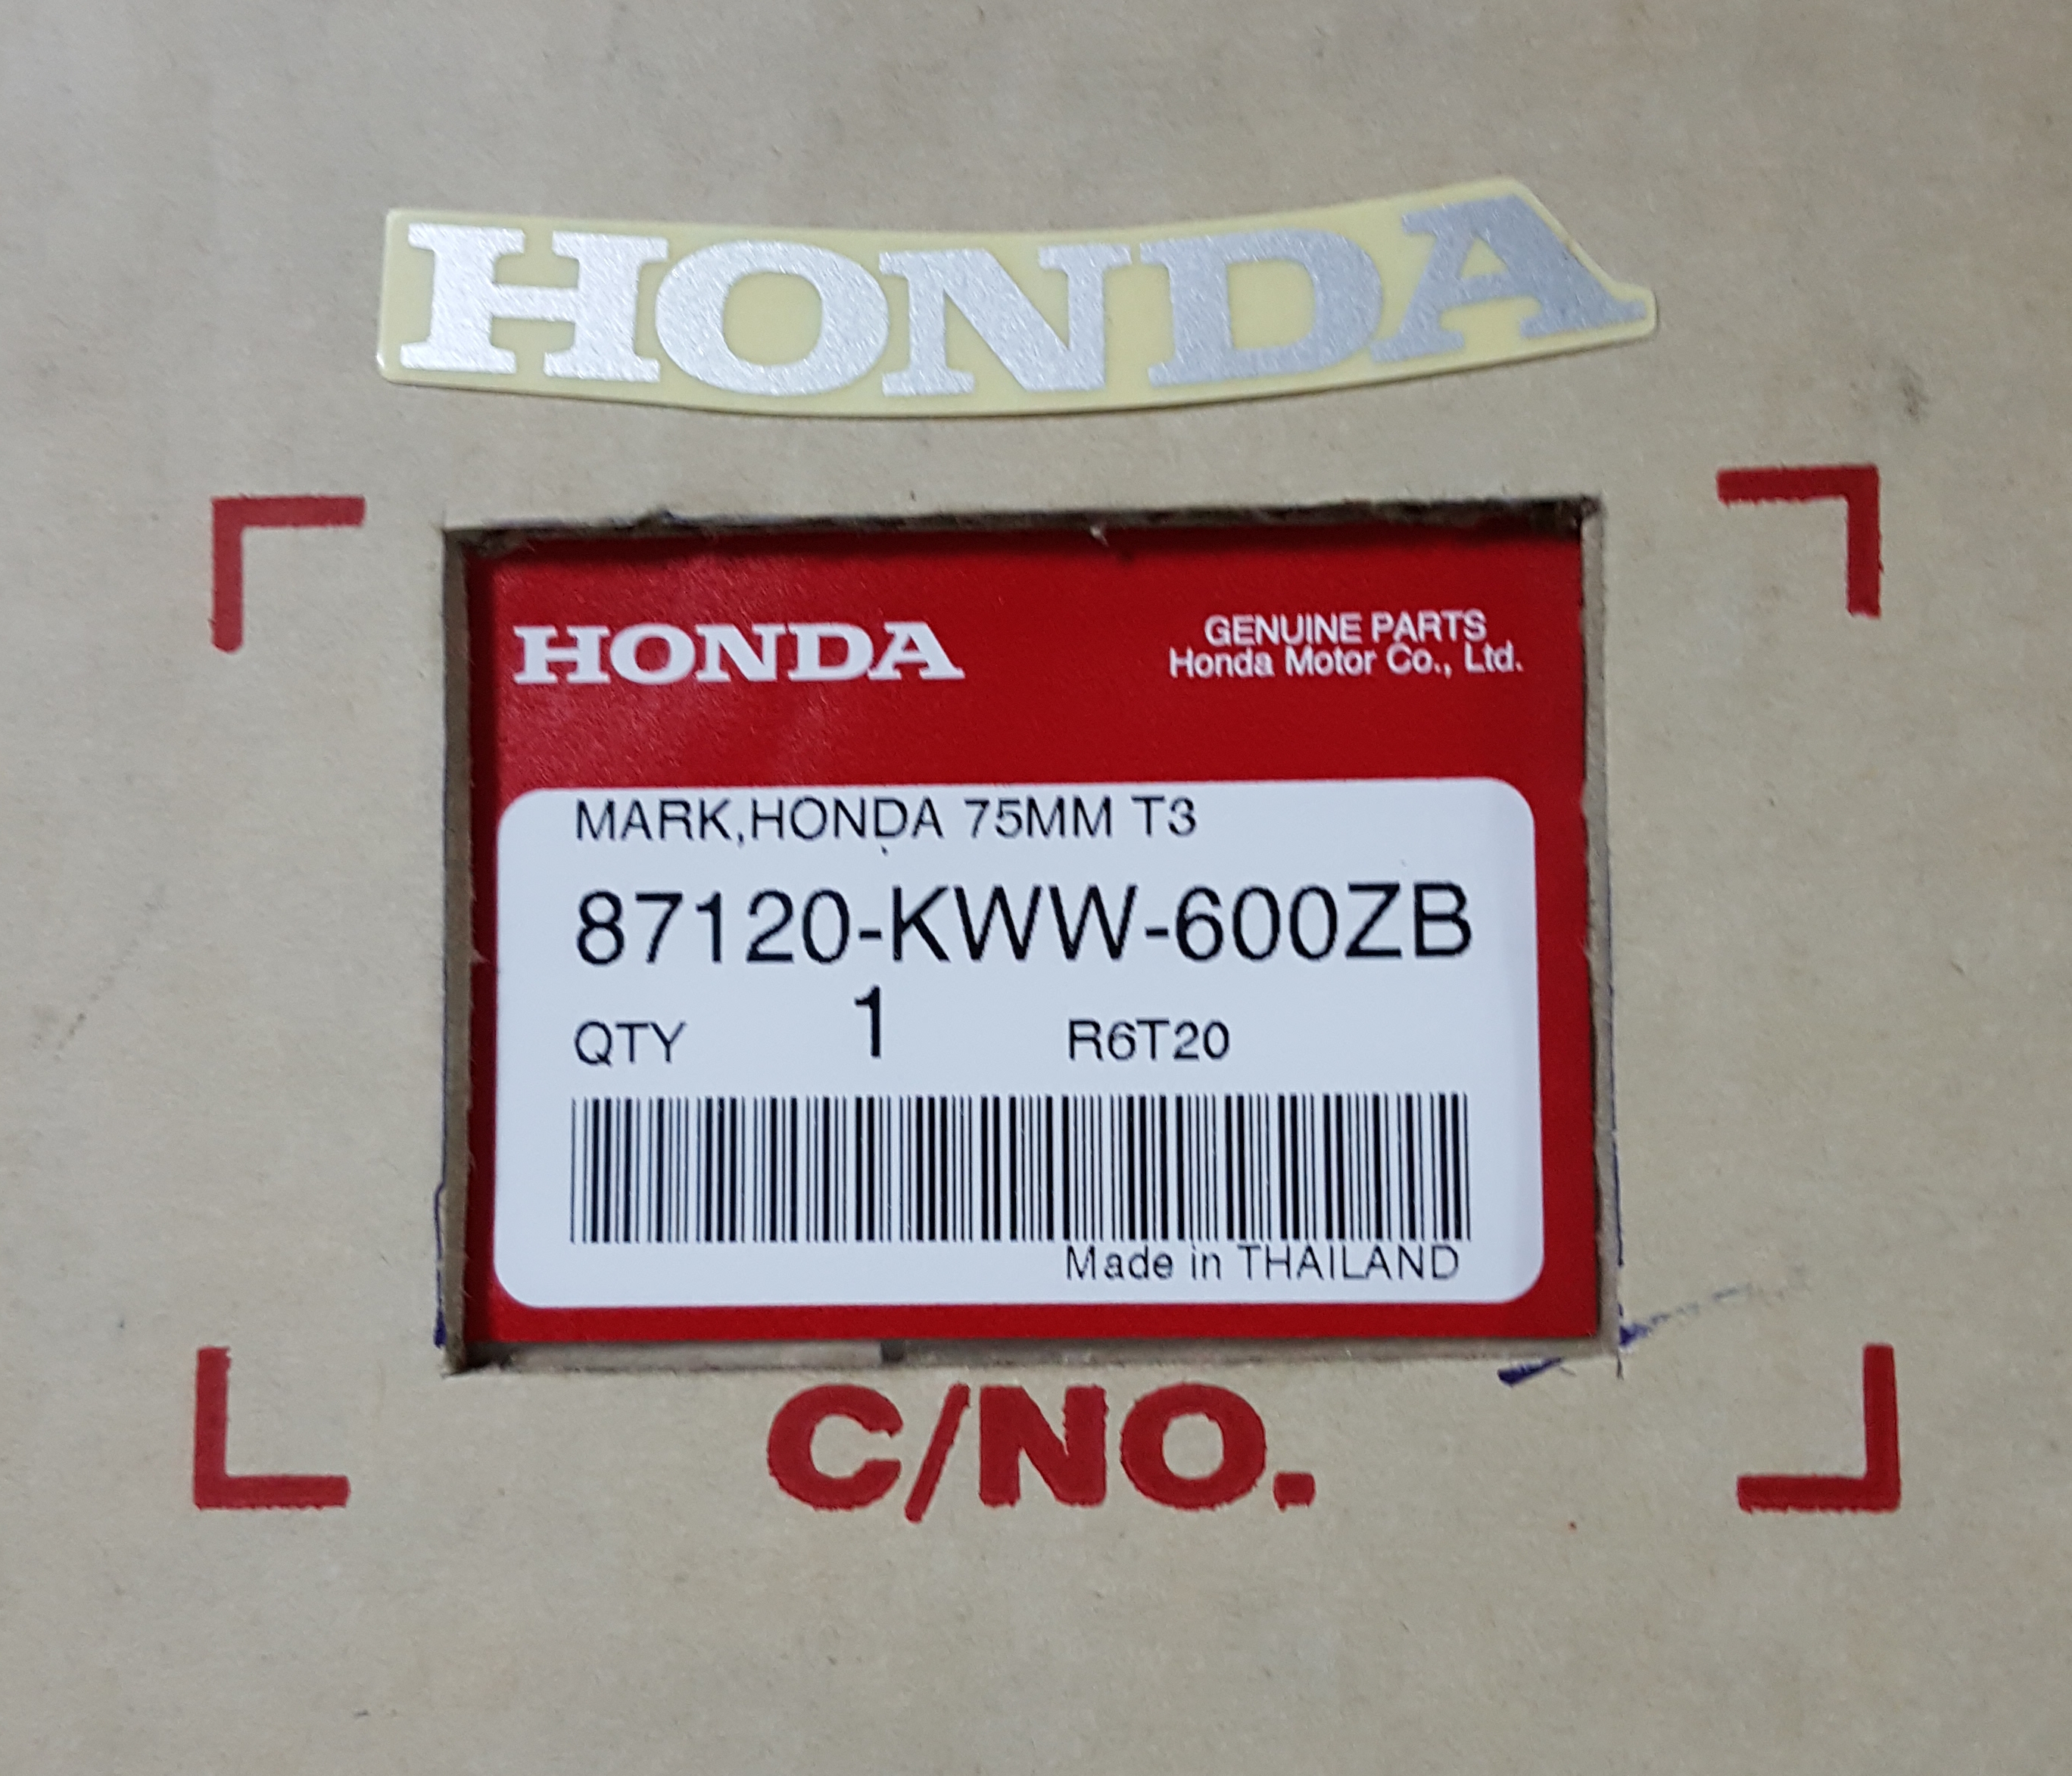 HONDA
HONDA
GENUINE PARTS
Honda Motor Co., Ltd.
MARK,HONDA 75MM T3
87120-KWW-600ZB
QTY 1 R6T20
Made in THAILAND
C/NO.